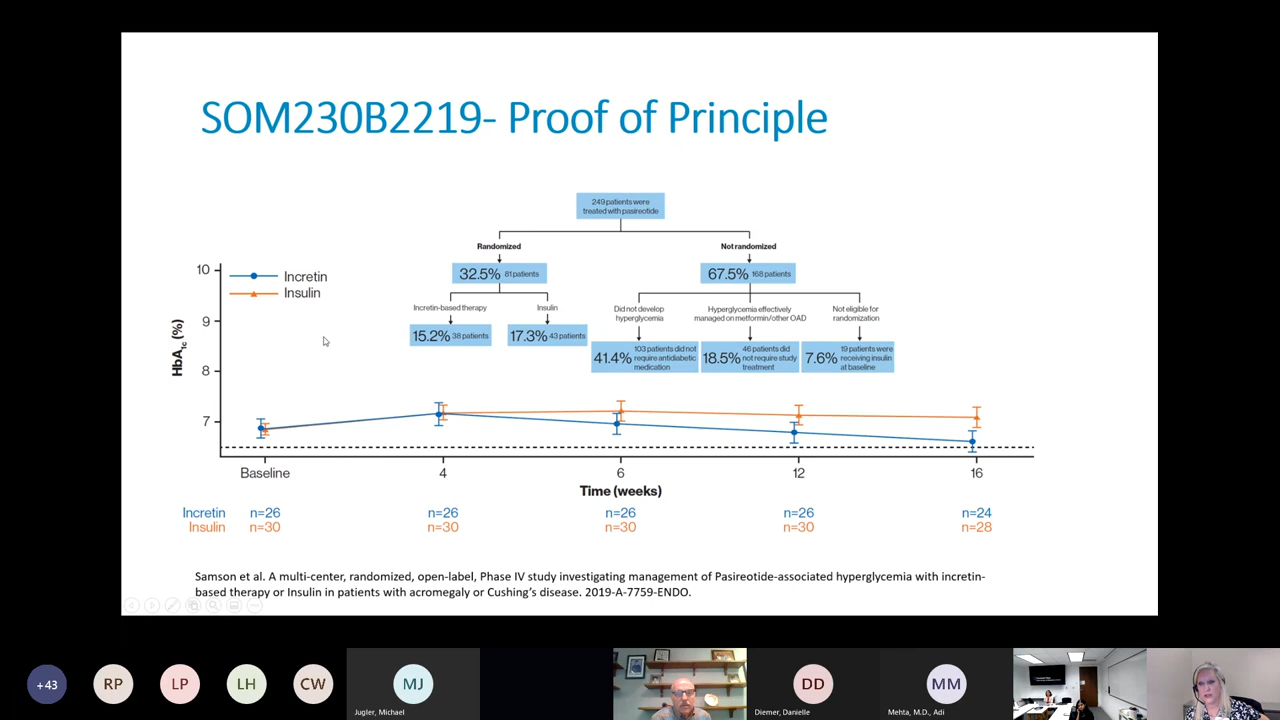 SOM230B2219- Proof of Principle
249 patients were
treated with pasireotide
Randomized
Not randomized
32.5% 81 patients
67.5% 168 patients
Incretin-based therapy
Insulin
Did not develop
hyperglycemia
Hyperglycemia effectively
managed on metformin/other OAD
Not eligible for
randomization
15.2% 38 patients
17.3% 43 patients
41.4% 103 patients did not
require antidiabetic
medication
18.5% 46 patients did
not require study
treatment
7.6% 19 patients were
receiving insulin
at baseline
Incretin
Insulin
HbA1c (%)
10
9
8
7
Baseline
4
6
12
16
Time (weeks)
Incretin n=26 n=26 n=26 n=26 n=24
Insulin n=30 n=30 n=30 n=30 n=28
Samson et al. A multi-center, randomized, open-label, Phase IV study investigating management of Pasireotide-associated hyperglycemia with incretin-
based therapy or Insulin in patients with acromegaly or Cushing's disease. 2019-A-7759-ENDO.
+43
RP
LP
LH
CW
MJ
DD
MM
Jugler, Michael
Diemer, Danielle
Mehta, M.D., Adi